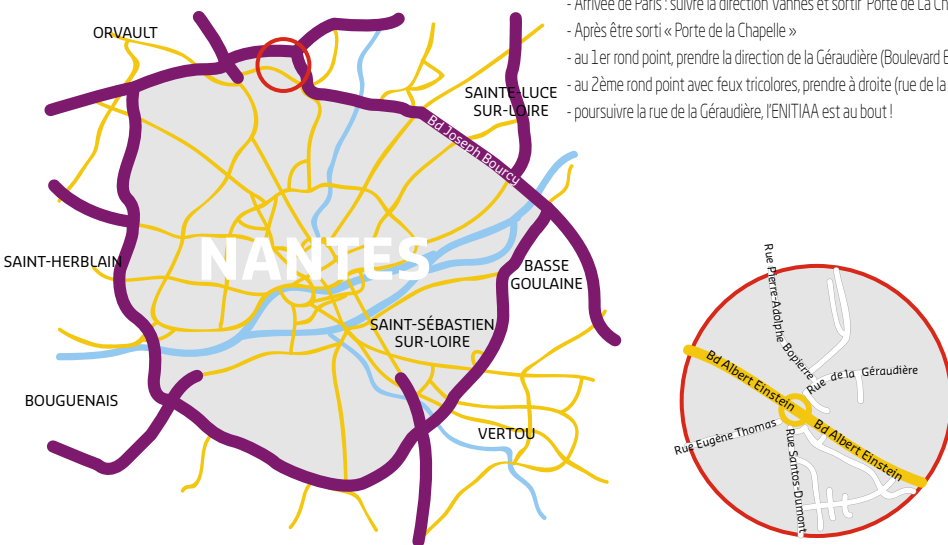 - Arrivée de Paris : suivre la direction Vannes et sortir Porte de La
- Après être sorti « Porte de la Chapelle »
- au 1er rond point, prendre la direction de la Géraudière (Boulevard
- au 2ème rond point avec feux tricolores, prendre à droite (rue de la
- poursuivre la rue de la Géraudière, l'ENITIAA est au bout !
ORVAULT
SAINTE-LUCE
SUR-LOIRE
Bd Joseph Bourcy
NANTES
SAINT-HERBLAIN
BASSE
GOULAINE
SAINT-SÉBASTIEN
SUR-LOIRE
BOUGUENAIS
VERTOU
Rue Pierre-Adolphe Bopierre
Bd Albert Einstein
Rue de la Géraudière
Rue Eugène Thomas
Bd Albert Einstein
Rue Santos-Dumont